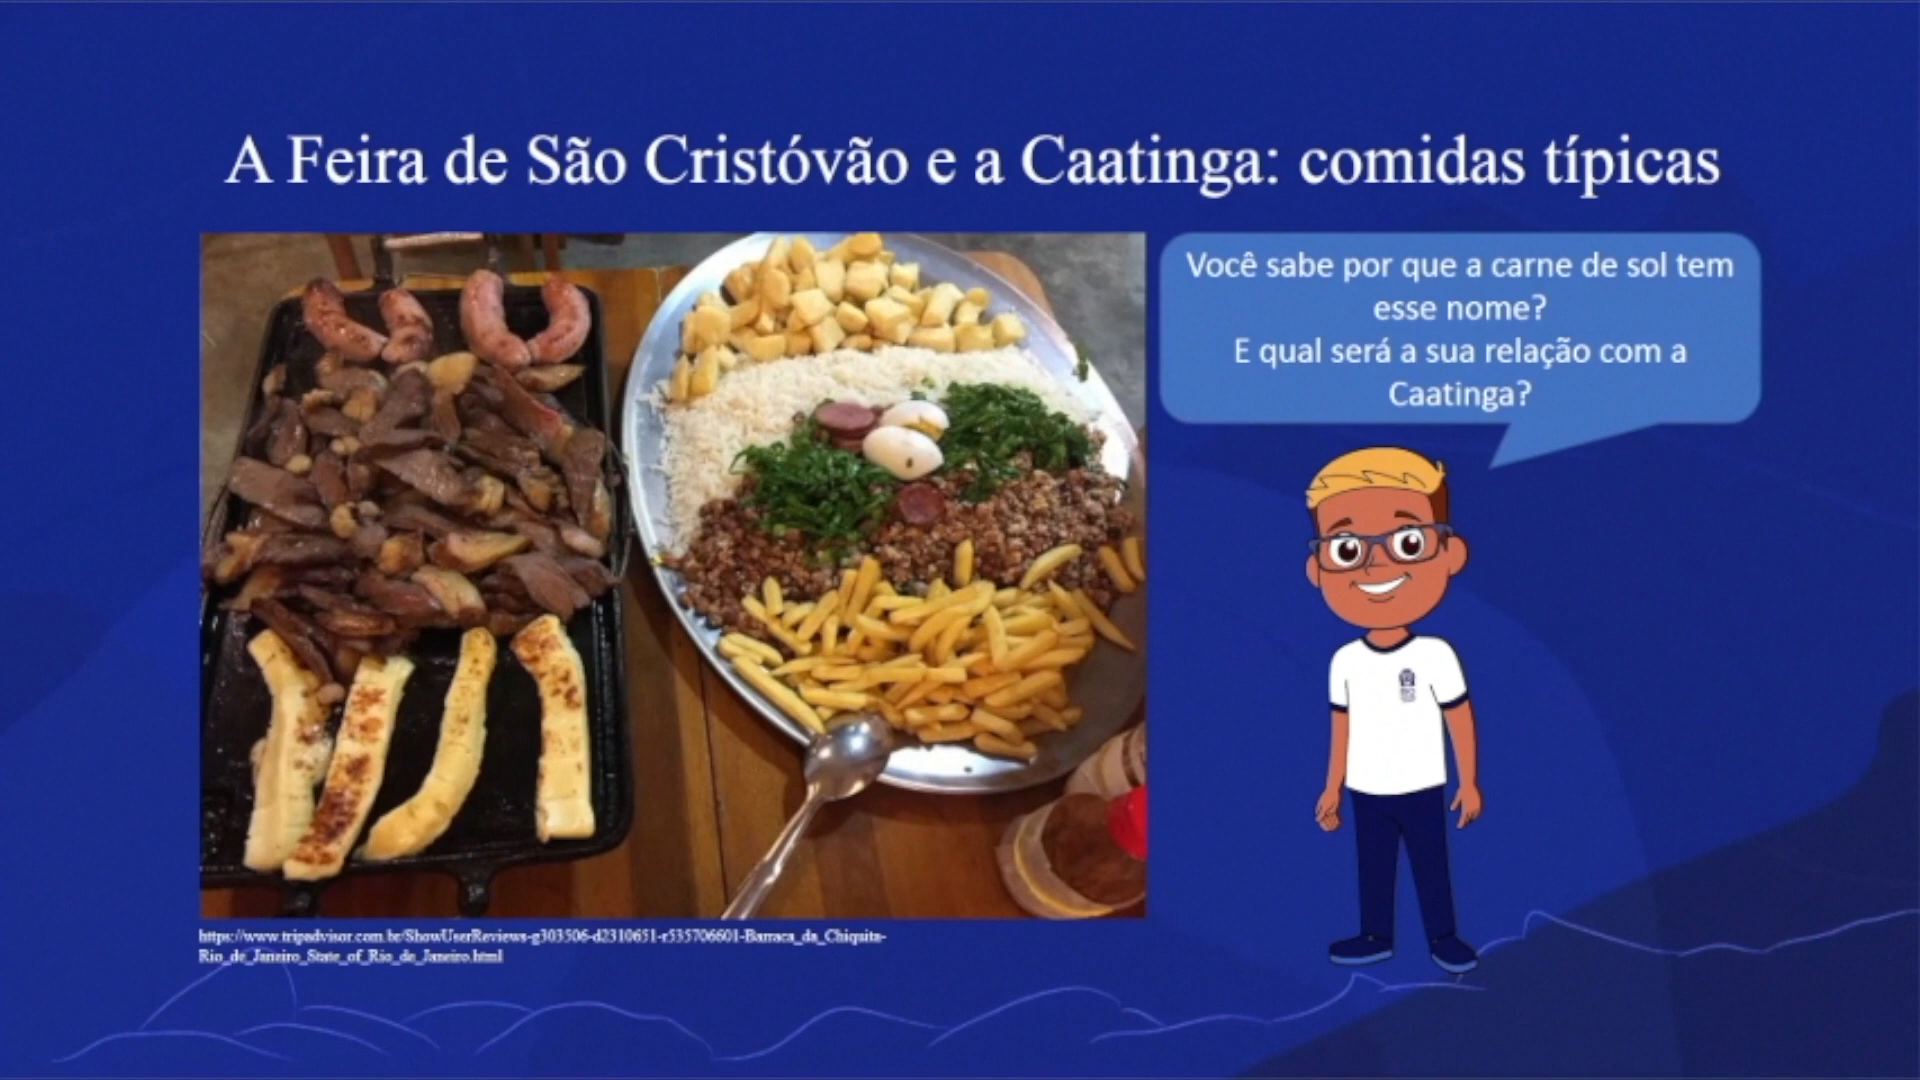 A Feira de São Cristóvão e a Caatinga: comidas típicas
Você sabe por que a carne de sol tem
esse nome?
E qual será a sua relação com a
Caatinga?
https://www.tripadvisor.com.br/ShowUserReviews-g303506-d2310651-r535706601-Barraca_da_Chiquita-
Rio_de_Janeiro_State_of_Rio_de_Janeiro.html